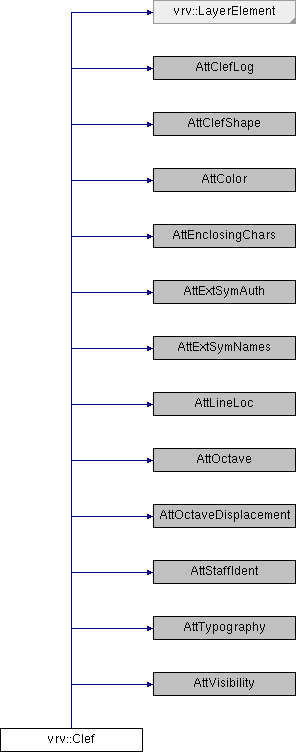 vrv::LayerElement
AttClefLog
AttClefShape
AttColor
AttEnclosingChars
AttExtSymAuth
AttExtSymNames
AttLineLoc
AttOctave
AttOctaveDisplacement
AttStaffIdent
AttTypography
AttVisibility
vrv::Clef